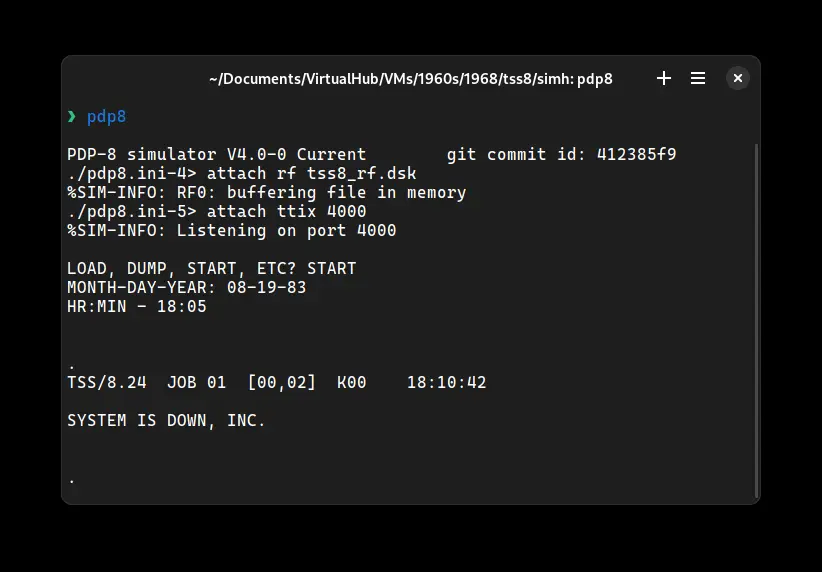 ~/Documents/VirtualHub/VMs/1960s/1968/tss8/simh: pdp8
❯ pdp8
PDP-8 simulator V4.0-0 Current        git commit id: 412385f9
./pdp8.ini-4> attach rf tss8_rf.dsk
%SIM-INFO: RF0: buffering file in memory
./pdp8.ini-5> attach ttix 4000
%SIM-INFO: Listening on port 4000
LOAD, DUMP, START, ETC? START
MONTH-DAY-YEAR: 08-19-83
HR:MIN - 18:05
.
TSS/8.24  JOB 01  [00,02]  K00    18:10:42
SYSTEM IS DOWN, INC.
.